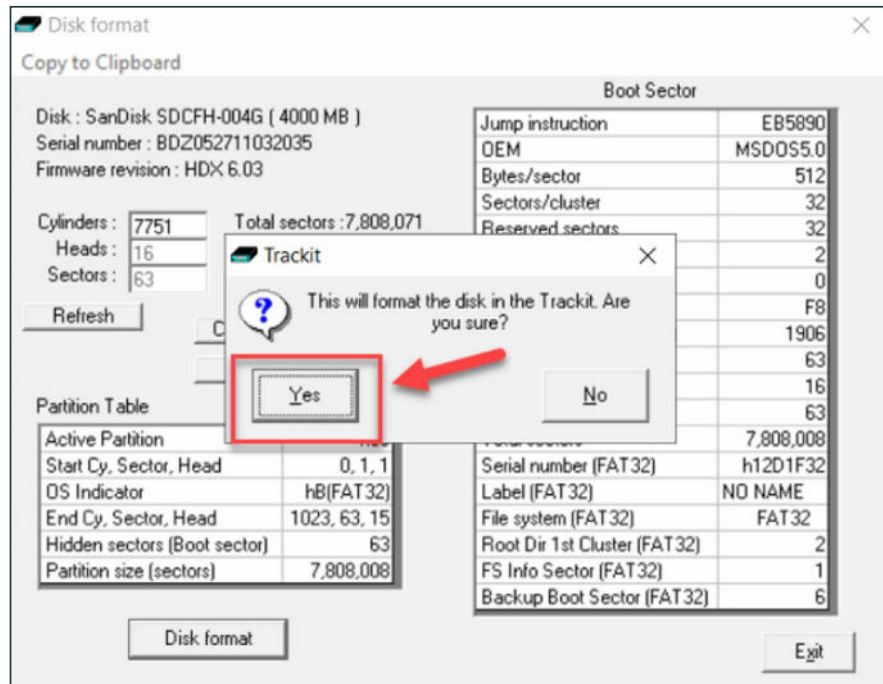 Disk format
Copy to Clipboard
Disk : SanDisk SDCFH-004G ( 4000 MB )
Serial number : BDZ052711032035
Firmware revision : HDX 6.03
Cylinders : 7751 Total sectors :7,808,071
Heads : 16
Sectors : 63
Refresh
C
Partition Table
Active Partition
Start Cy, Sector, Head 0, 1, 1
OS Indicator hB(FAT32)
End Cy, Sector, Head 1023, 63, 15
Hidden sectors (Boot sector) 63
Partition size (sectors) 7,808,008
Disk format
Trackit
This will format the disk in the Trackit. Are
you sure?
Yes No
Boot Sector
Jump instruction EB5890
OEM MSDOS5.0
Bytes/sector 512
Sectors/cluster 32
Reserved sectors 32
2
0
F8
1906
63
16
63
7,808,008
Serial number (FAT32) h12D1F32
Label (FAT32) NO NAME
File system (FAT32) FAT32
Root Dir 1st Cluster (FAT32) 2
FS Info Sector (FAT32) 1
Backup Boot Sector (FAT32) 6
Exit